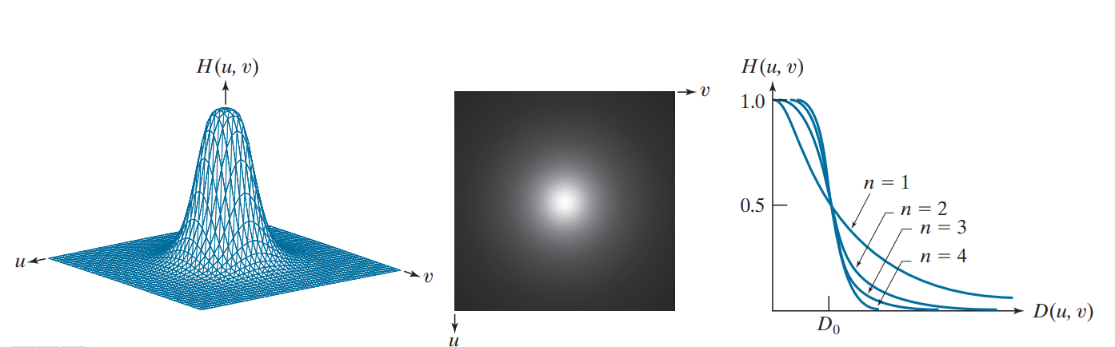 H(u, v)
u
v
v
u
H(u, v)
1.0
0.5
n = 1
n = 2
n = 3
n = 4
D₀
D(u, v)